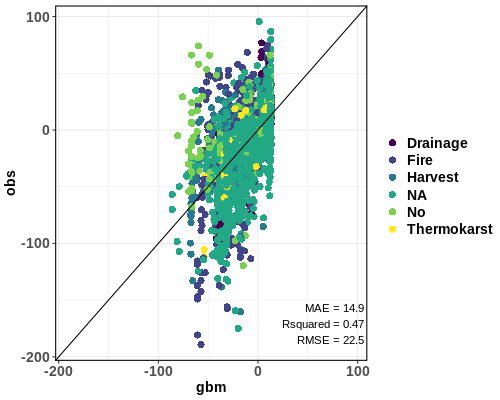 100
0
-100
-200
obs
-200
-100
0
100
gbm
MAE = 14.9
Rsquared = 0.47
RMSE = 22.5
Drainage
Fire
Harvest
NA
No
Thermokarst